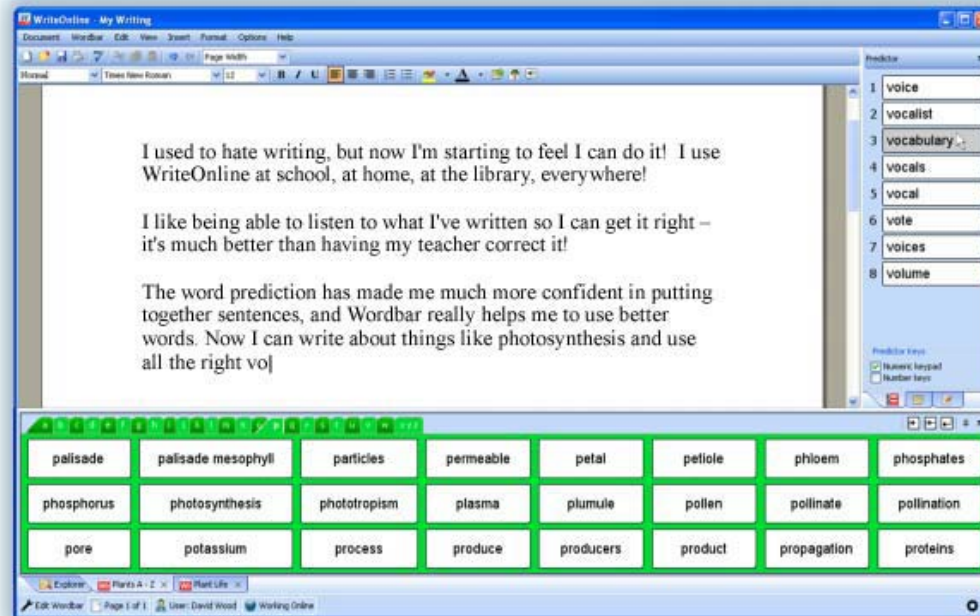 WriteOnline - My Writing
Document Wordbar Edit View Insert Format Options Help
Page Width
Normal Times New Roman 12 B I U A
Predictor
1 voice
2 vocalist
3 vocabulary
4 vocals
5 vocal
6 vote
7 voices
8 volume
Predictor Keys
Numeric keypad
Number keys
I used to hate writing, but now I'm starting to feel I can do it! I use
WriteOnline at school, at home, at the library, everywhere!
I like being able to listen to what I've written so I can get it right –
it's much better than having my teacher correct it!
The word prediction has made me much more confident in putting
together sentences, and Wordbar really helps me to use better
words. Now I can write about things like photosynthesis and use
all the right vo
palisade palisade mesophyll particles permeable petal petiole phloem phosphates
phosphorus photosynthesis phototropism plasma plumule pollen pollinate pollination
pore potassium process produce producers product propagation proteins
Explorer Plants A - Z Plant Life
Edit Wordbar Page 1 of 1 User: David Wood Working Online